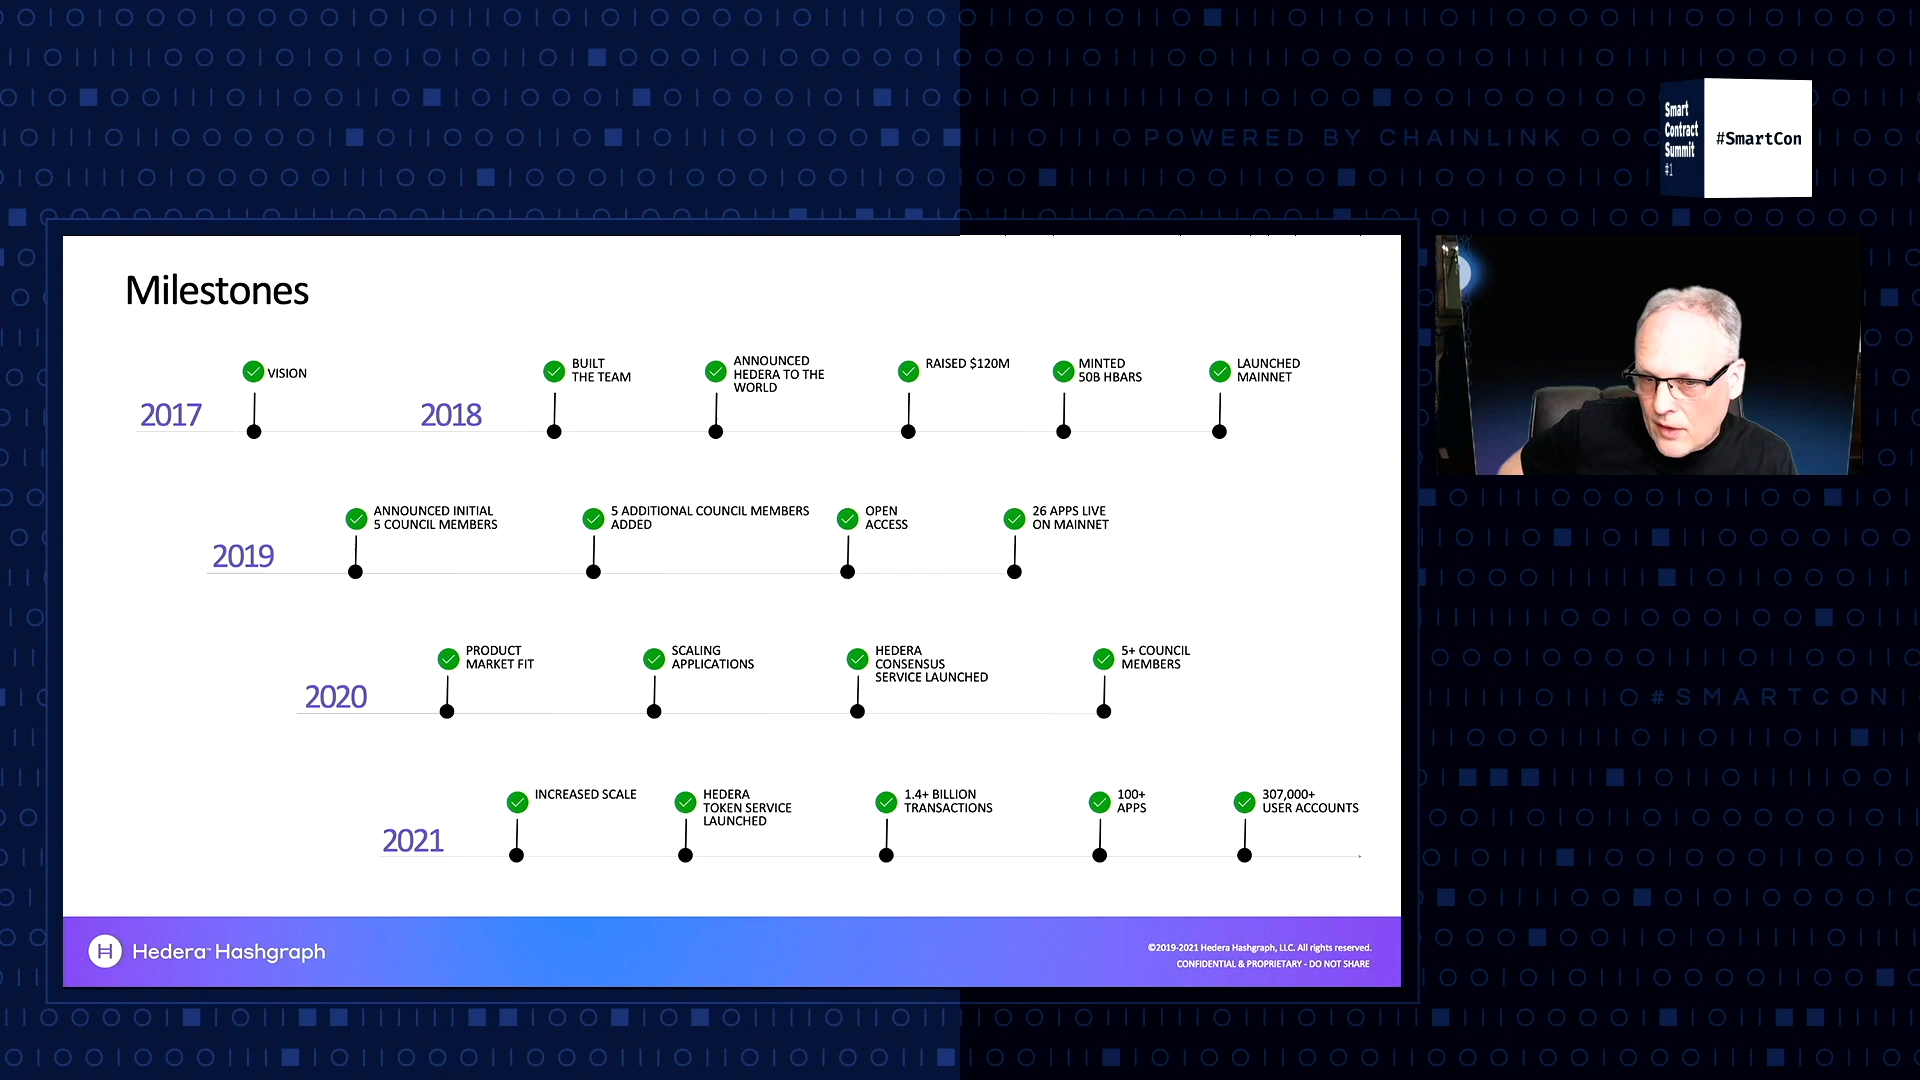 POWERED BY CHAINLINK
Smart
Contract
Summit
#1
#SmartCon
Milestones
2017
VISION
2018
BUILT
THE TEAM
ANNOUNCED
HEDERA TO THE
WORLD
RAISED $120M
MINTED
50B HBARS
LAUNCHED
MAINNET
2019
ANNOUNCED INITIAL
5 COUNCIL MEMBERS
5 ADDITIONAL COUNCIL MEMBERS
ADDED
OPEN
ACCESS
26 APPS LIVE
ON MAINNET
2020
PRODUCT
MARKET FIT
SCALING
APPLICATIONS
HEDERA
CONSENSUS
SERVICE LAUNCHED
5+ COUNCIL
MEMBERS
#SMARTCON
2021
INCREASED SCALE
HEDERA
TOKEN SERVICE
LAUNCHED
1.4+ BILLION
TRANSACTIONS
100+
APPS
307,000+
USER ACCOUNTS
H Hedera™ Hashgraph
©2019-2021 Hedera Hashgraph, LLC. All rights reserved.
CONFIDENTIAL & PROPRIETARY - DO NOT SHARE